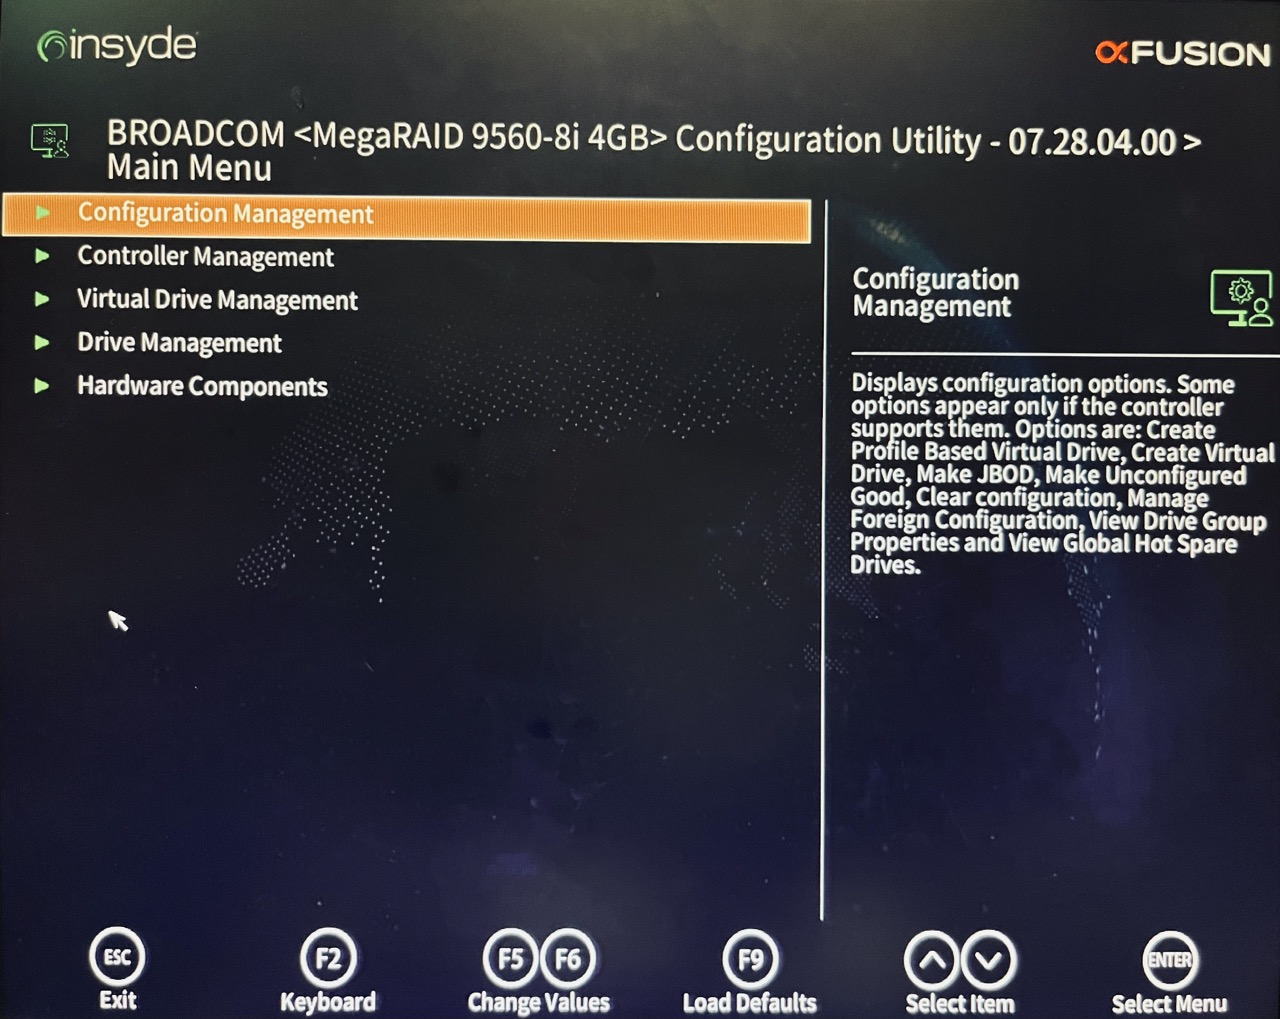 insyde
αFUSION
BROADCOM <MegaRAID 9560-8i 4GB> Configuration Utility - 07.28.04.00 >
Main Menu
Configuration Management
Controller Management
Virtual Drive Management
Drive Management
Hardware Components
Configuration
Management
Displays configuration options. Some
options appear only if the controller
supports them. Options are: Create
Profile Based Virtual Drive, Create Virtual
Drive, Make JBOD, Make Unconfigured
Good, Clear configuration, Manage
Foreign Configuration, View Drive Group
Properties and View Global Hot Spare
Drives.
ESC
Exit
F2
Keyboard
F5 F6
Change Values
F9
Load Defaults
Select Item
ENTER
Select Menu